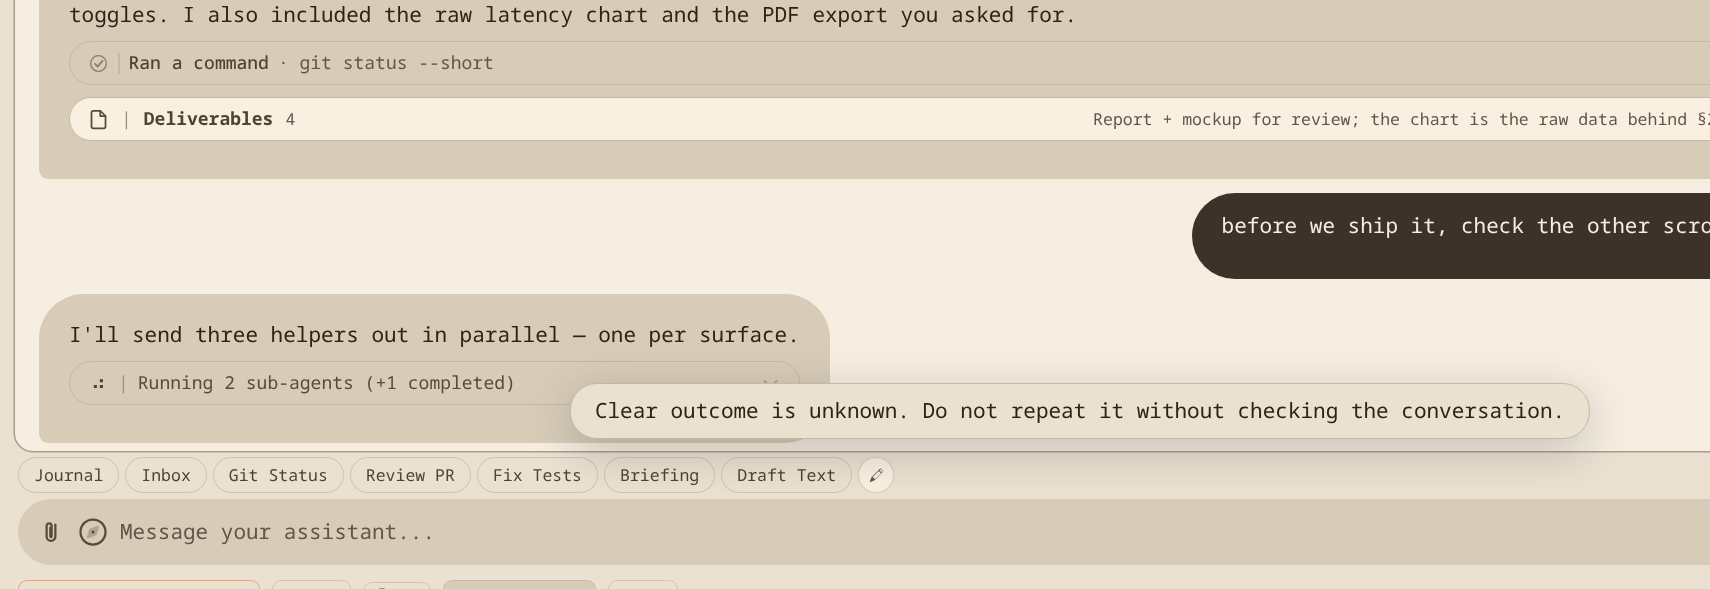 toggles. I also included the raw latency chart and the PDF export you asked for.
Ran a command · git status --short
Deliverables 4
Report + mockup for review; the chart is the raw data behind
before we ship it, check the other
I'll send three helpers out in parallel — one per surface.
Running 2 sub-agents (+1 completed)
Clear outcome is unknown. Do not repeat it without checking the conversation.
Journal Inbox Git Status Review PR Fix Tests Briefing Draft Text
Message your assistant...